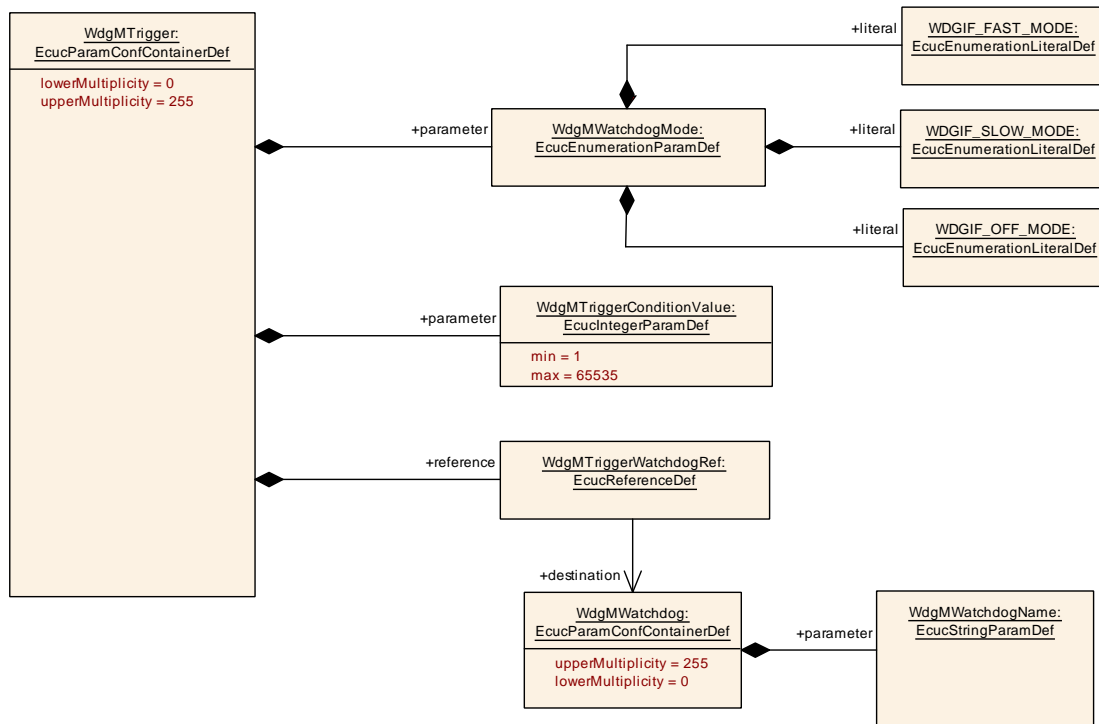 WdgMTrigger:
EcucParamConfContainerDef
lowerMultiplicity = 0
upperMultiplicity = 255
+parameter
WdgMWatchdogMode:
EcucEnumerationParamDef
+literal
WDGIF_FAST_MODE:
EcucEnumerationLiteralDef
+literal
WDGIF_SLOW_MODE:
EcucEnumerationLiteralDef
+literal
WDGIF_OFF_MODE:
EcucEnumerationLiteralDef
+parameter
WdgMTriggerConditionValue:
EcucIntegerParamDef
min = 1
max = 65535
+reference
WdgMTriggerWatchdogRef:
EcucReferenceDef
+destination
WdgMWatchdog:
EcucParamConfContainerDef
upperMultiplicity = 255
lowerMultiplicity = 0
+parameter
WdgMWatchdogName:
EcucStringParamDef